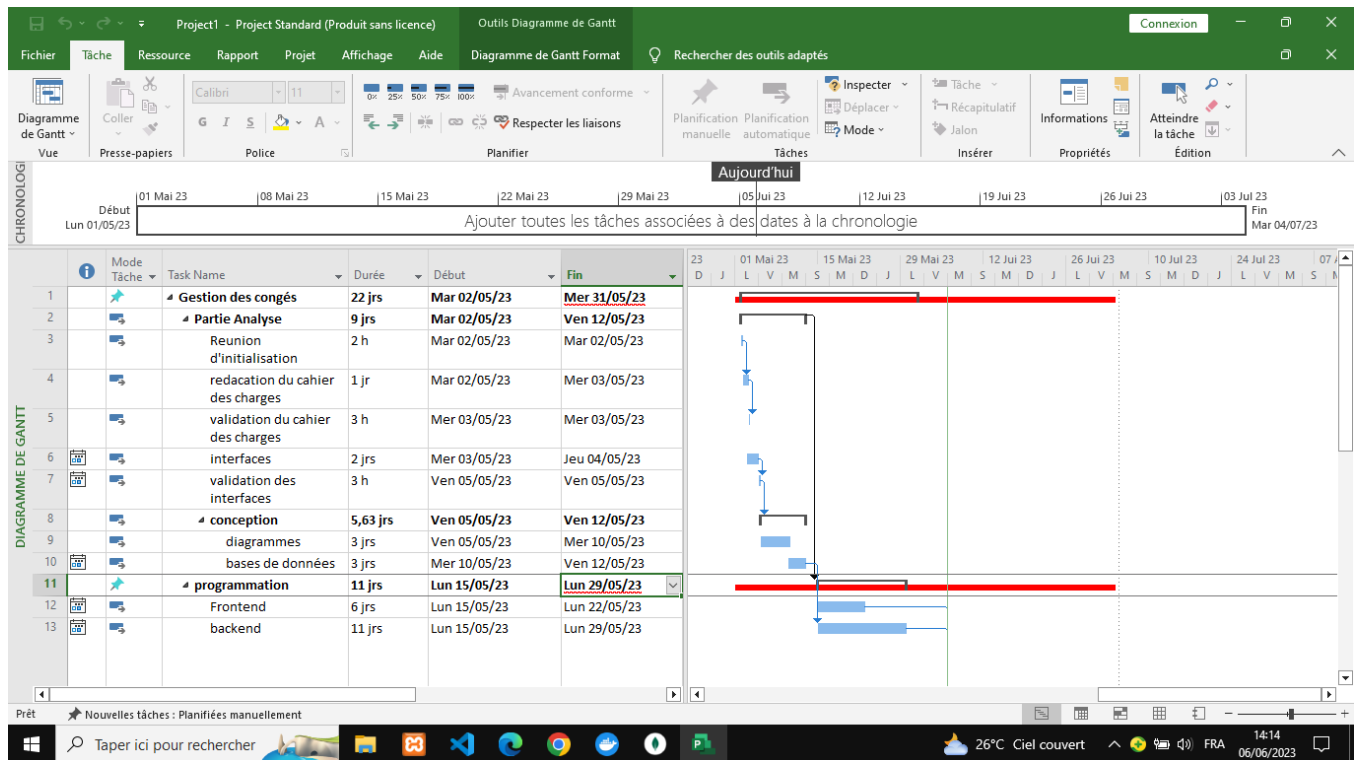 Project1 - Project Standard (Produit sans licence)
Outils Diagramme de Gantt
Connexion
Fichier Tâche Ressource Rapport Projet Affichage Aide Diagramme de Gantt Format Rechercher des outils adaptés
Calibri 11
0% 25% 50% 75% 100%
Avancement conforme
Inspecter
Tâche
Diagramme de Gantt
Coller
Planification manuelle
Planification automatique
Déplacer
Récapitulatif
Informations
Atteindre la tâche
G I S A
Respecter les liaisons
Mode
Jalon
Vue Presse-papiers Police Planifier Tâches Insérer Propriétés Édition
Aujourd'hui
01 Mai 23 08 Mai 23 15 Mai 23 22 Mai 23 29 Mai 23 05 Jui 23 12 Jui 23 19 Jui 23 26 Jui 23 03 Jul 23
Début
Lun 01/05/23
Ajouter toutes les tâches associées à des dates à la chronologie
Fin
Mar 04/07/23
Mode Tâche Task Name Durée Début Fin
23 01 Mai 23 15 Mai 23 29 Mai 23 12 Jui 23 26 Jui 23 10 Jul 23 24 Jul 23 07
D J L V M S M D J L V M S M D J L V M S M D J L V M S
1 Gestion des congés 22 jrs Mar 02/05/23 Mer 31/05/23
2 Partie Analyse 9 jrs Mar 02/05/23 Ven 12/05/23
3 Reunion d'initialisation 2 h Mar 02/05/23 Mar 02/05/23
4 redacation du cahier des charges 1 jr Mar 02/05/23 Mer 03/05/23
5 validation du cahier des charges 3 h Mer 03/05/23 Mer 03/05/23
6 interfaces 2 jrs Mer 03/05/23 Jeu 04/05/23
7 validation des interfaces 3 h Ven 05/05/23 Ven 05/05/23
8 conception 5,63 jrs Ven 05/05/23 Ven 12/05/23
9 diagrammes 3 jrs Ven 05/05/23 Mer 10/05/23
10 bases de données 3 jrs Mer 10/05/23 Ven 12/05/23
11 programmation 11 jrs Lun 15/05/23 Lun 29/05/23
12 Frontend 6 jrs Lun 15/05/23 Lun 22/05/23
13 backend 11 jrs Lun 15/05/23 Lun 29/05/23
DIAGRAMME DE GANTT
Prêt Nouvelles tâches : Planifiées manuellement
Taper ici pour rechercher
26°C Ciel couvert
FRA
14:14
06/06/2023